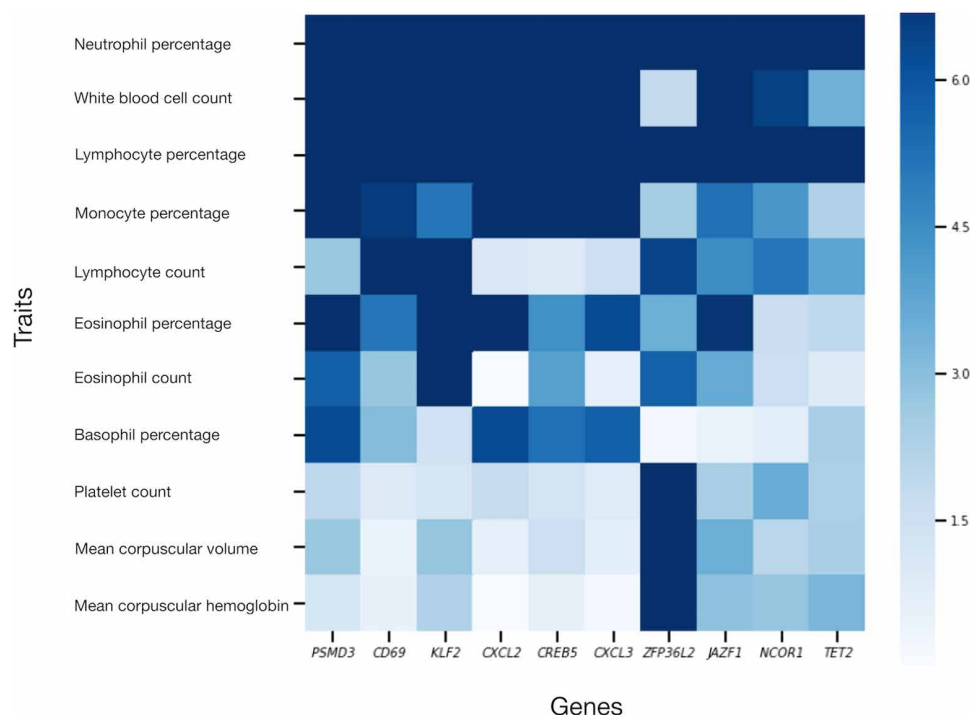 Neutrophil percentage
White blood cell count
Lymphocyte percentage
Monocyte percentage
Lymphocyte count
Eosinophil percentage
Eosinophil count
Basophil percentage
Platelet count
Mean corpuscular volume
Mean corpuscular hemoglobin
Traits
PSMD3 CD69 KLF2 CXCL2 CREB5 CXCL3 ZFP36L2 JAZF1 NCOR1 TET2
Genes
6.0
4.5
3.0
1.5